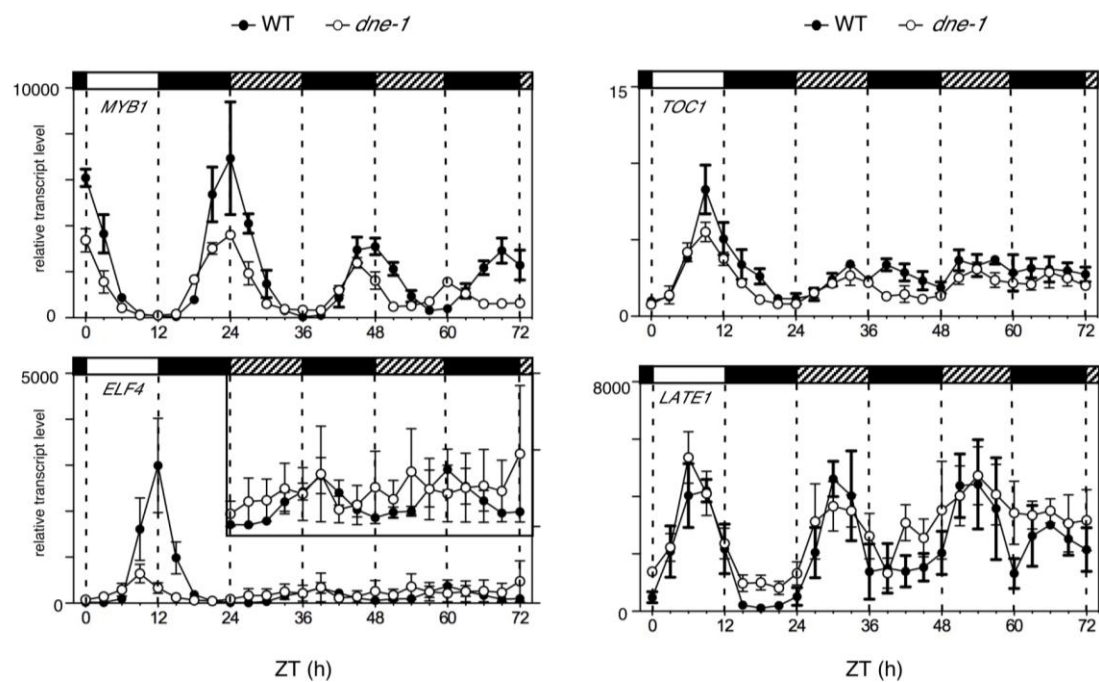 WT dne-1
WT dne-1
10000
MYB1
relative transcript level
0
0 12 24 36 48 60 72
15
TOC1
0
0 12 24 36 48 60 72
5000
ELF4
relative transcript level
0
0 12 24 36 48 60 72
ZT (h)
8000
LATE1
0
0 12 24 36 48 60 72
ZT (h)